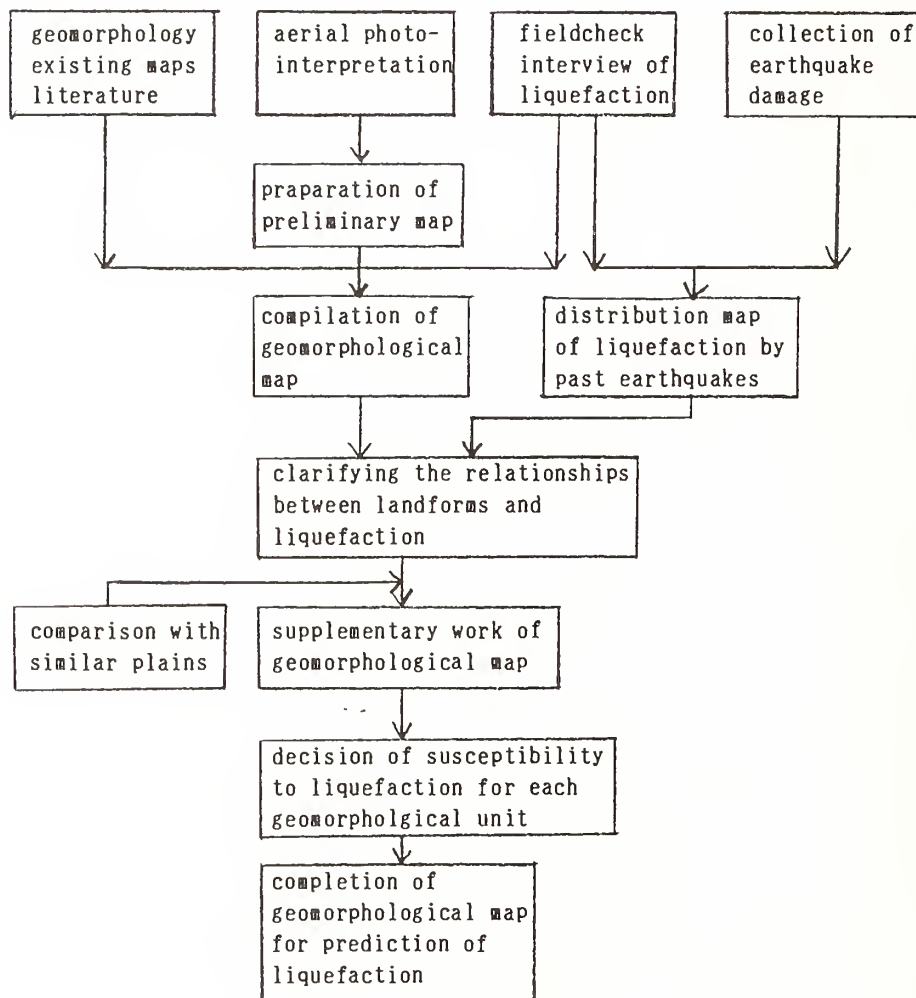 geomorphology
existing maps
literature
aerial photo-
interpretation
fieldcheck
interview of
liquefaction
collection of
earthquake
damage
praparation of
preliminary map
compilation of
geomorphological
map
distribution map
of liquefaction by
past earthquakes
clarifying the relationships
between landforms and
liquefaction
comparison with
similar plains
supplementary work of
geomorphological map
decision of susceptibility
to liquefaction for each
geomorpholgical unit
completion of
geomorphological map
for prediction of
liquefaction